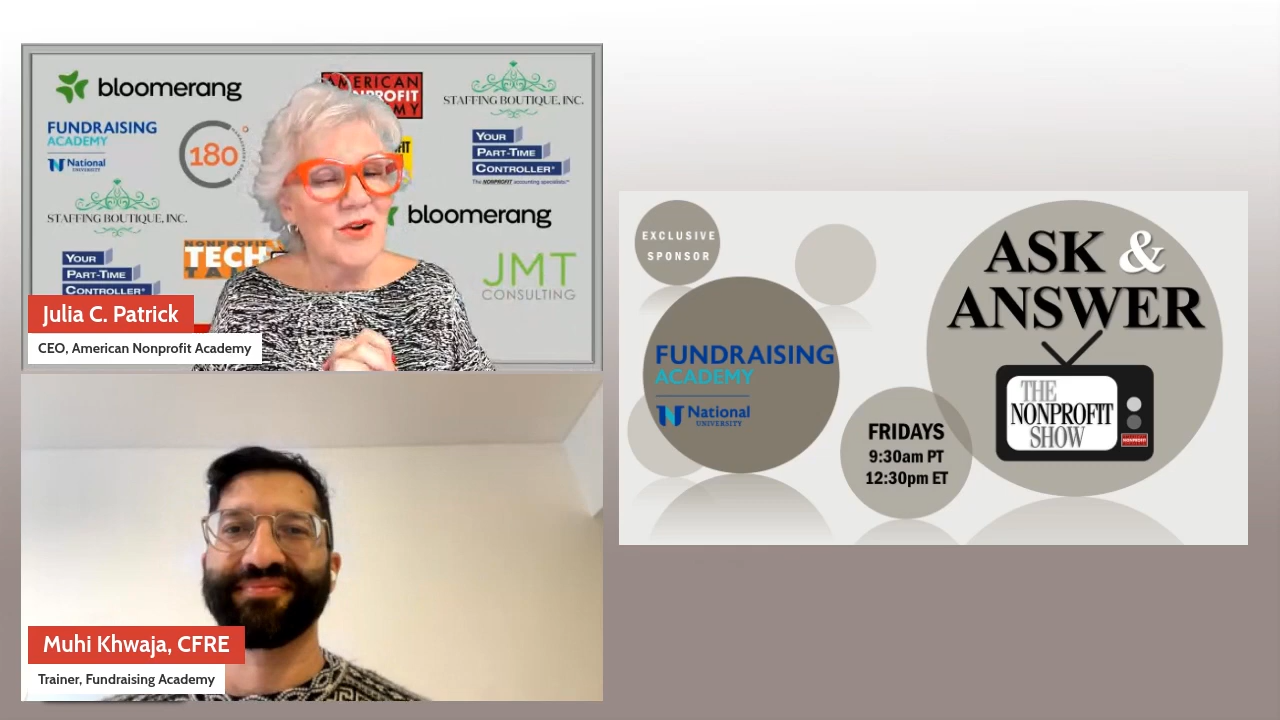 bloomerang
AMERICAN
NONPROFIT
STAFFING BOUTIQUE, INC.
FUNDRAISING
ACADEMY
National
UNIVERSITY
180
YOUR
PART-TIME
CONTROLLER
The NONPROFIT accounting specialists
STAFFING BOUTIQUE, INC.
bloomerang
YOUR
PART-TIME
CONTROLLER
NONPROFIT
TECH
JMT
CONSULTING
Julia C. Patrick
CEO, American Nonprofit Academy
Muhi Khwaja, CFRE
Trainer, Fundraising Academy
EXCLUSIVE
SPONSOR
FUNDRAISING
ACADEMY
National
UNIVERSITY
FRIDAYS
9:30am PT
12:30pm ET
ASK &
ANSWER
THE
NONPROFIT
SHOW
NONPROFIT